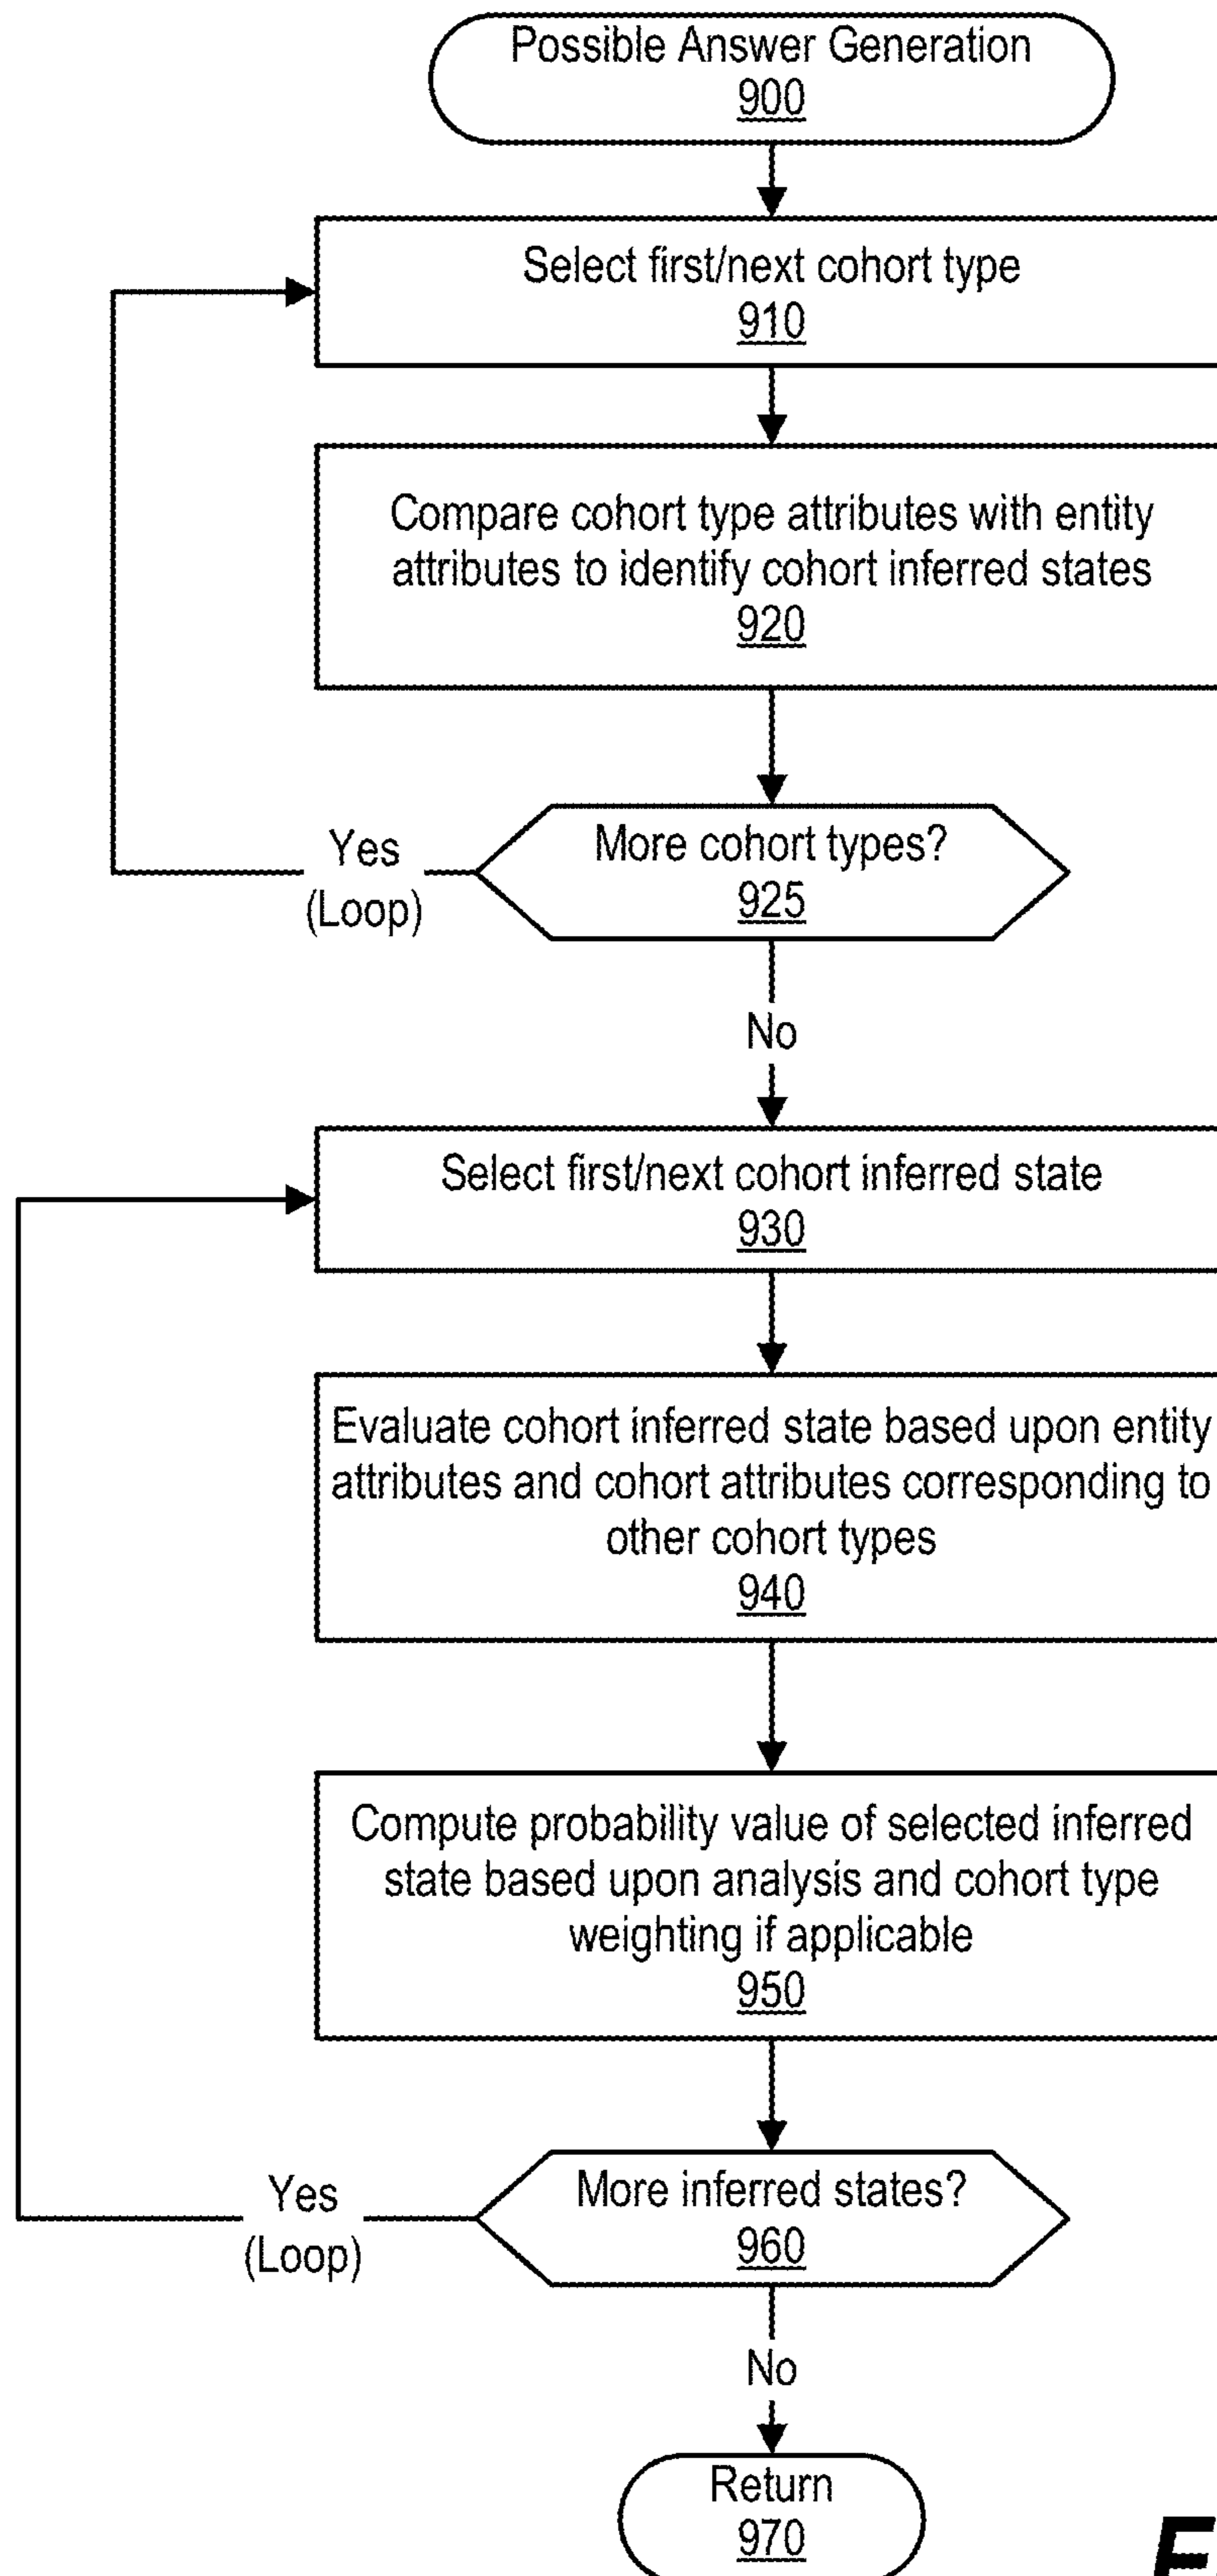 Possible Answer Generation
900
Select first/next cohort type
910
Compare cohort type attributes with entity
attributes to identify cohort inferred states
920
More cohort types?
925
Yes
(Loop)
No
Select first/next cohort inferred state
930
Evaluate cohort inferred state based upon entity
attributes and cohort attributes corresponding to
other cohort types
940
Compute probability value of selected inferred
state based upon analysis and cohort type
weighting if applicable
950
More inferred states?
960
Yes
(Loop)
No
Return
970